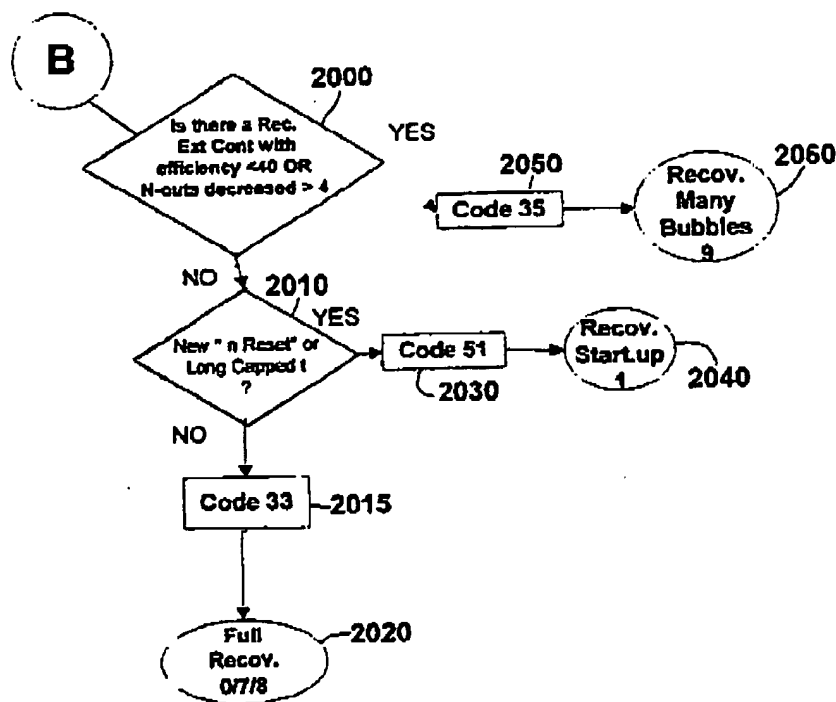 B
2000
Is there a Rec.
Ext Cont with
efficiency <40 OR
N-outs decreased > 4
YES
2050
Code 35
2060
Recov.
Many
Bubbles
9
NO
2010
YES
New " n Reset" or
Long Capped t
?
Code 51
2030
Recov.
Start.up
1
2040
NO
Code 33
2015
Full
Recov.
0/7/8
2020